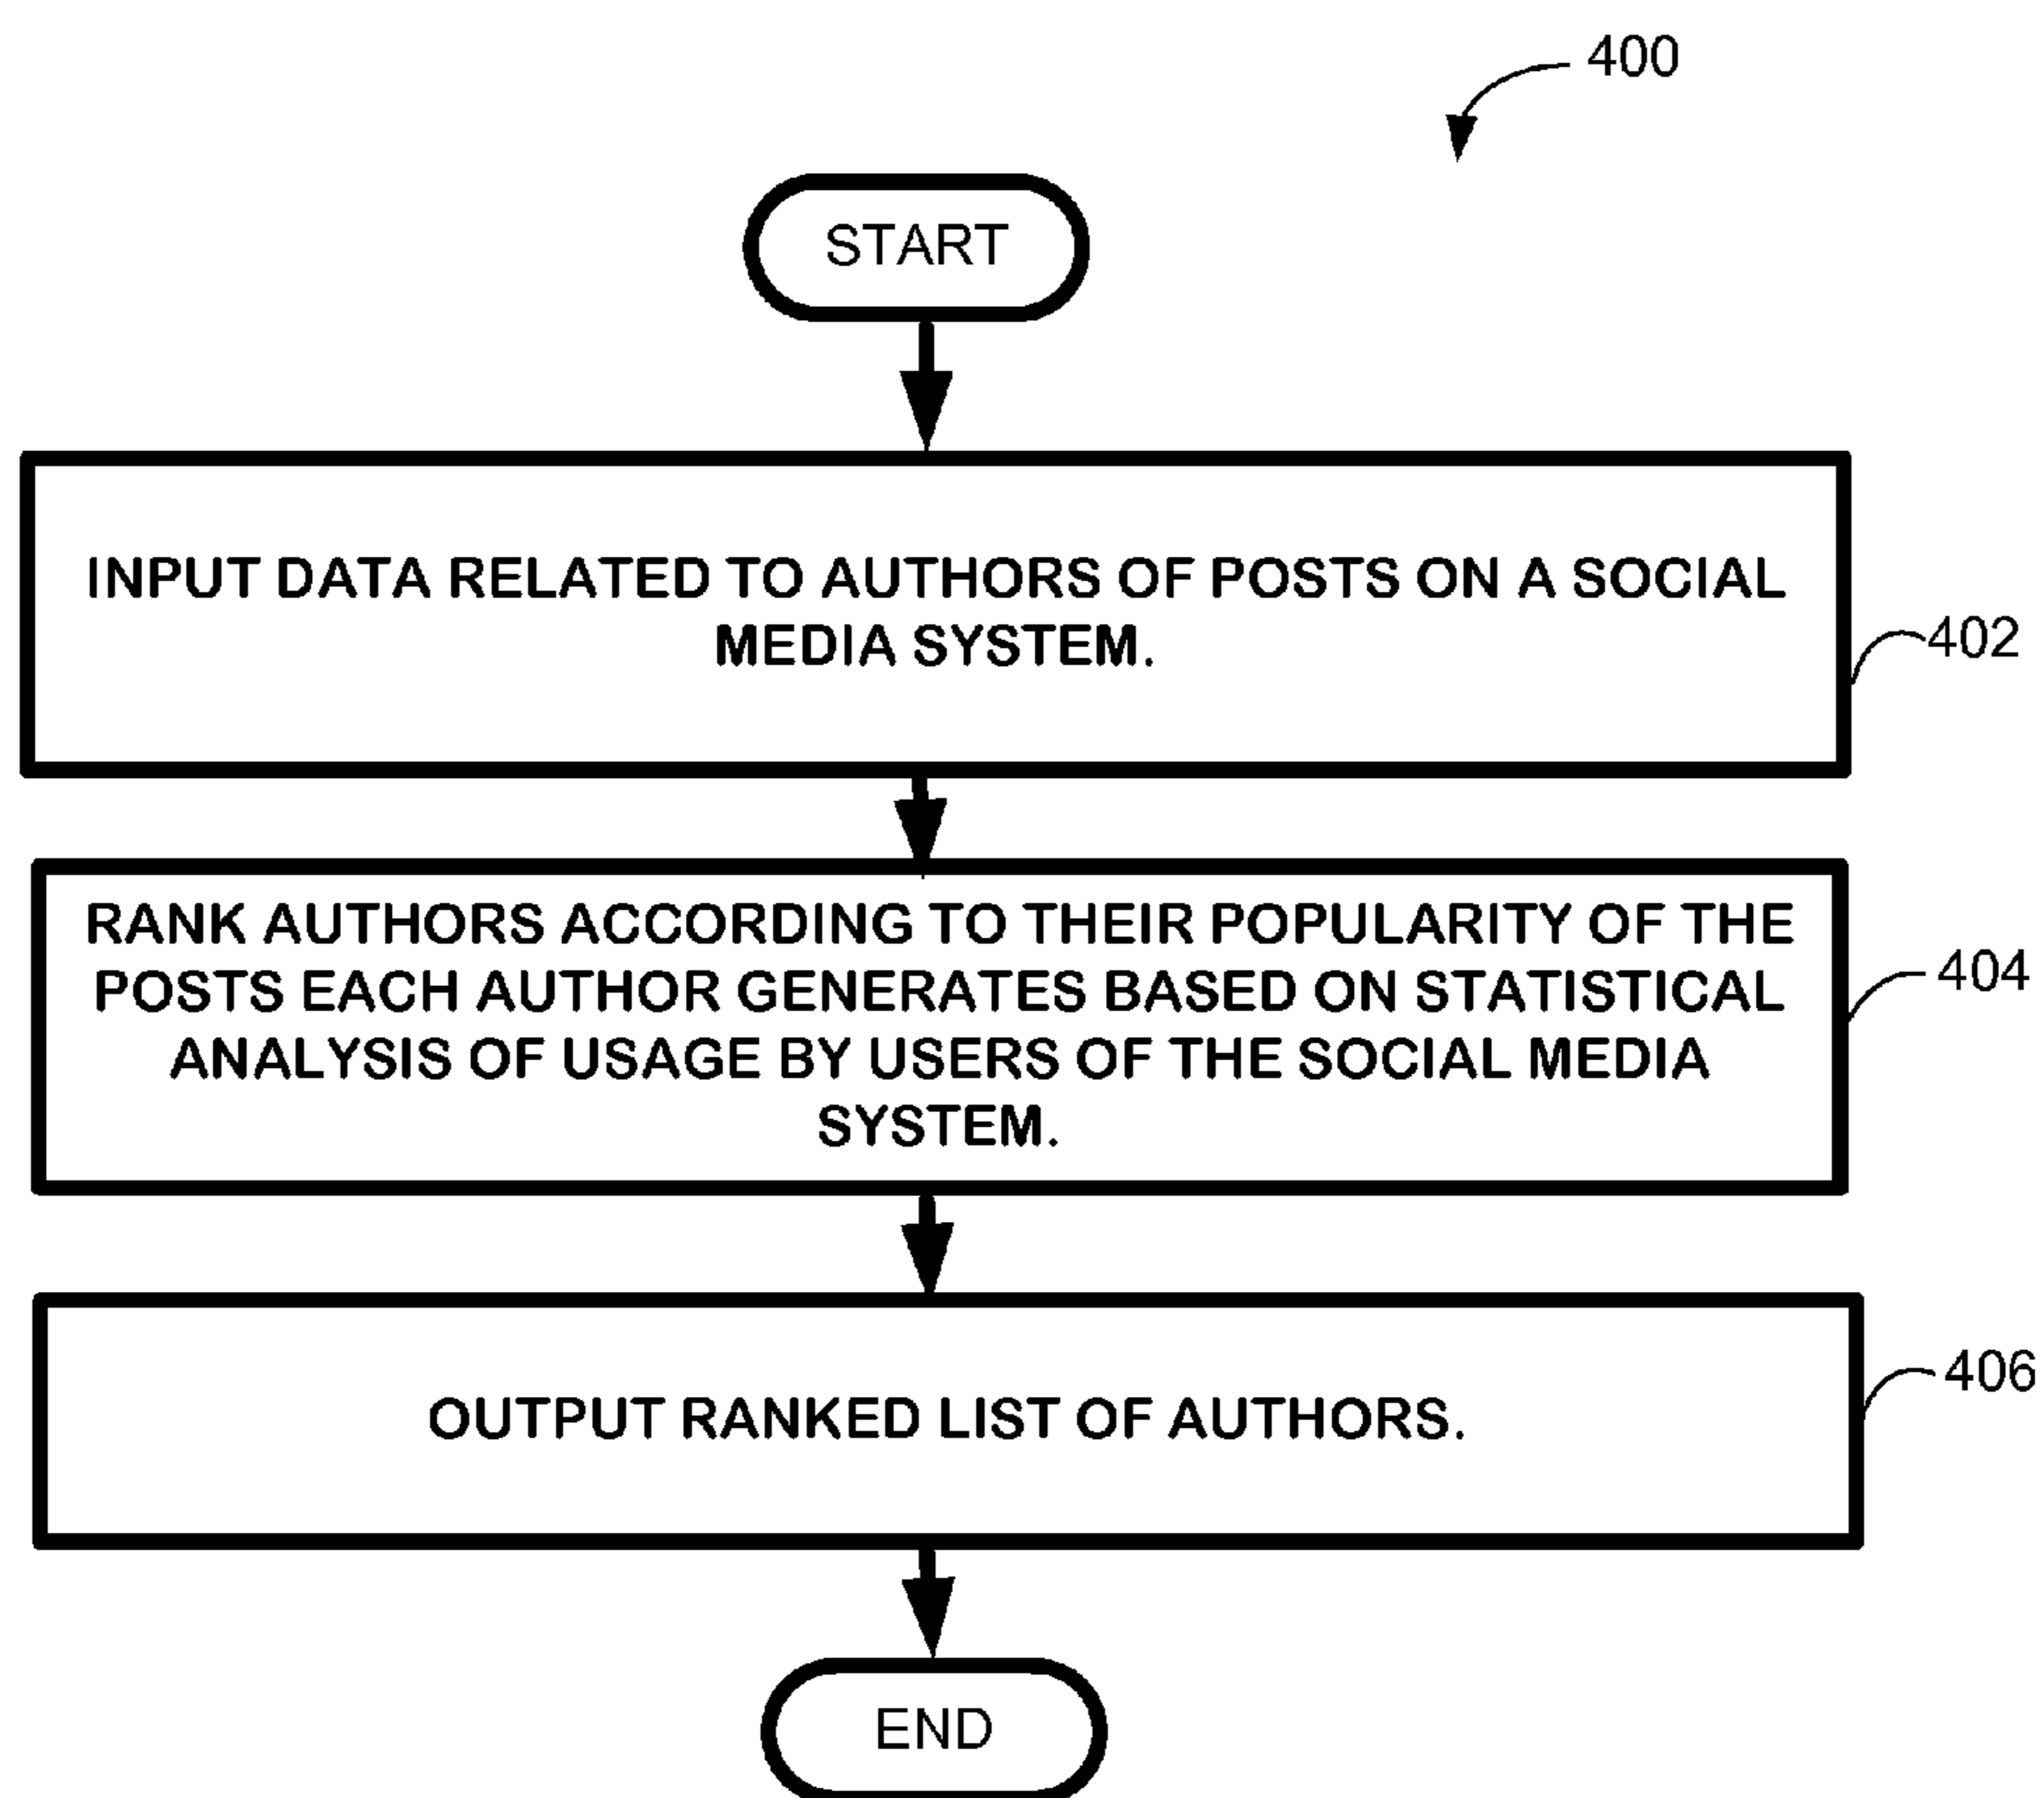 400
START
INPUT DATA RELATED TO AUTHORS OF POSTS ON A SOCIAL
MEDIA SYSTEM.
402
RANK AUTHORS ACCORDING TO THEIR POPULARITY OF THE
POSTS EACH AUTHOR GENERATES BASED ON STATISTICAL
ANALYSIS OF USAGE BY USERS OF THE SOCIAL MEDIA
SYSTEM.
404
OUTPUT RANKED LIST OF AUTHORS.
406
END